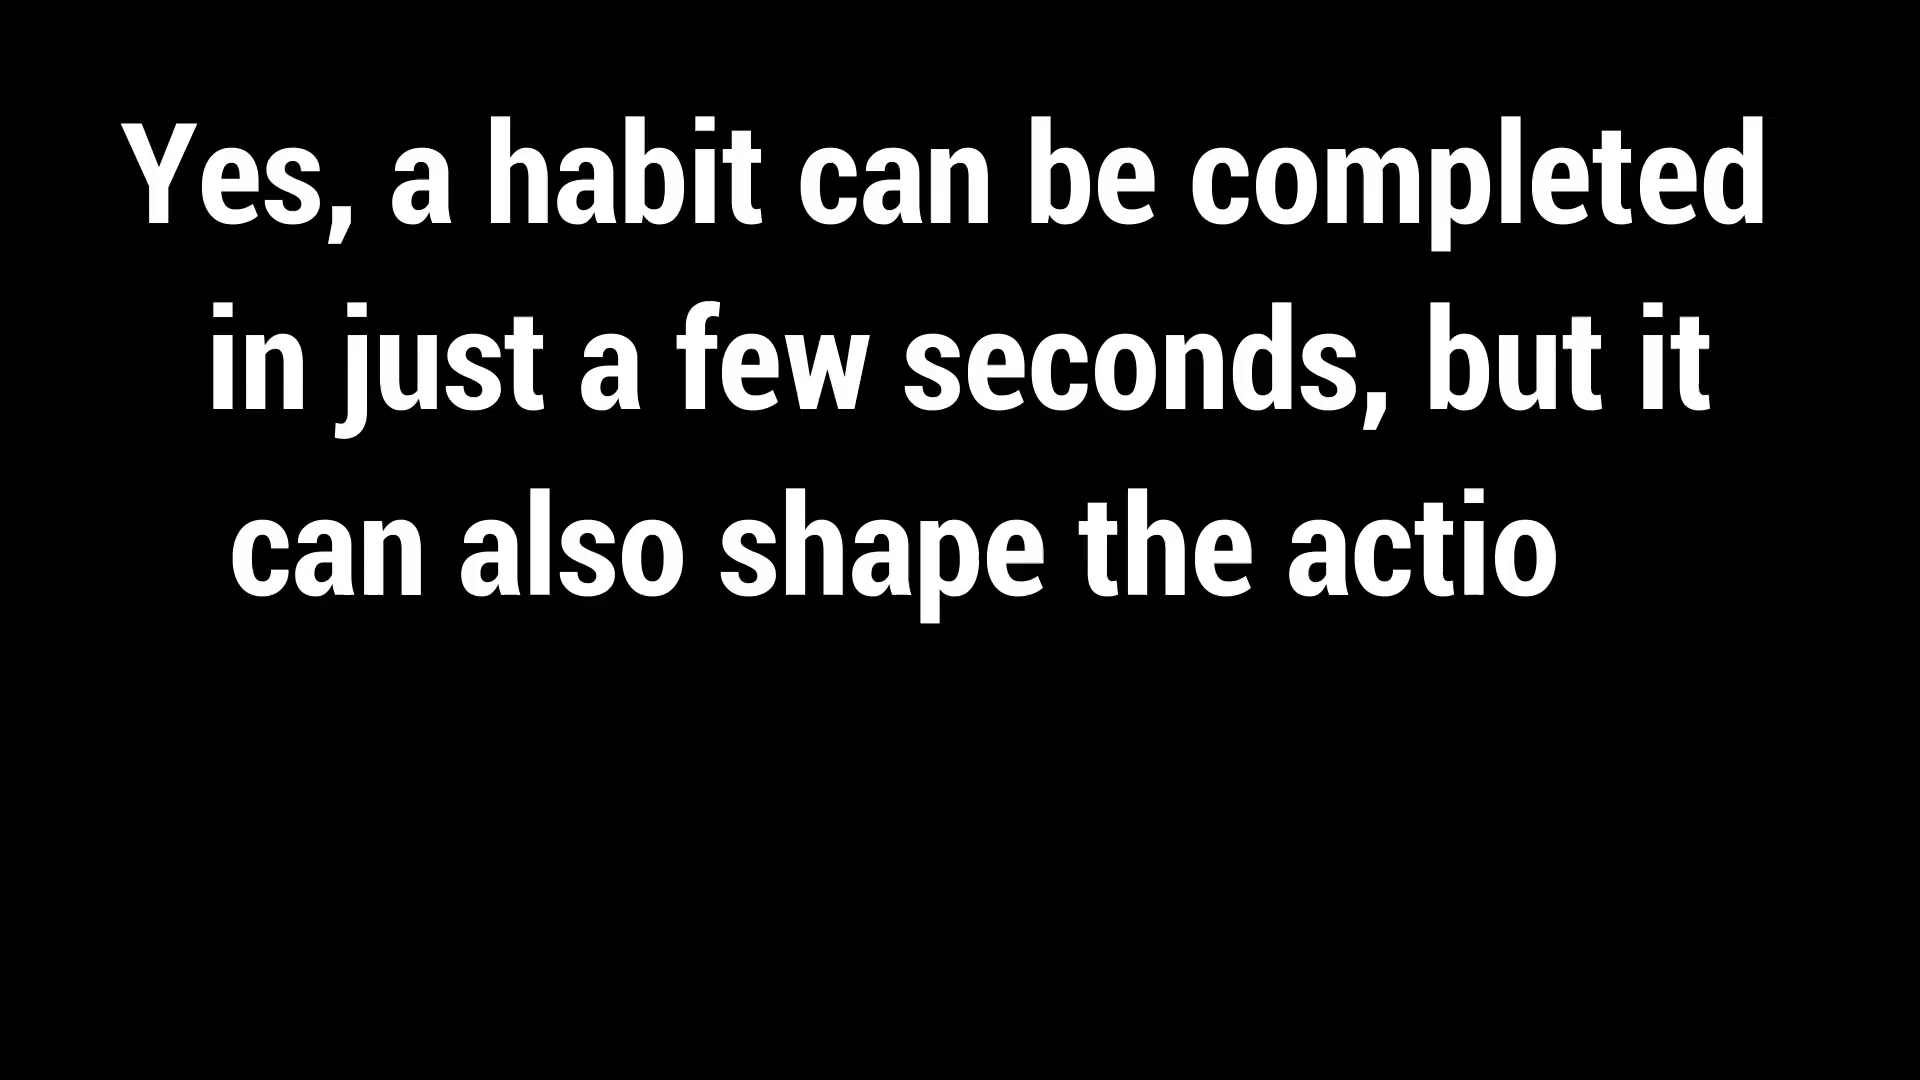 Yes, a habit can be completed
in just a few seconds, but it
can also shape the actio